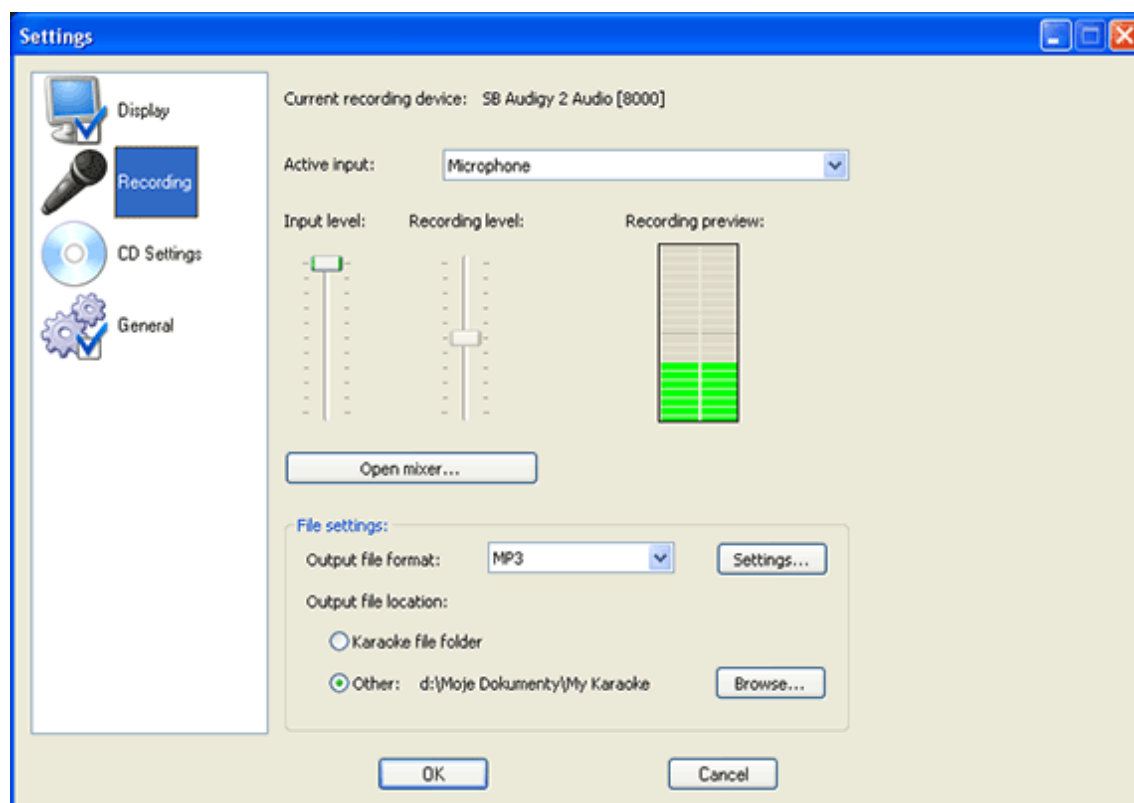 Settings
Display
Recording
CD Settings
General
Current recording device: SB Audigy 2 Audio [8000]
Active input: Microphone
Input level: Recording level: Recording preview:
Open mixer...
File settings:
Output file format: MP3 Settings...
Output file location:
Karaoke file folder
Other: d:\Moje Dokumenty\My Karaoke Browse...
OK Cancel